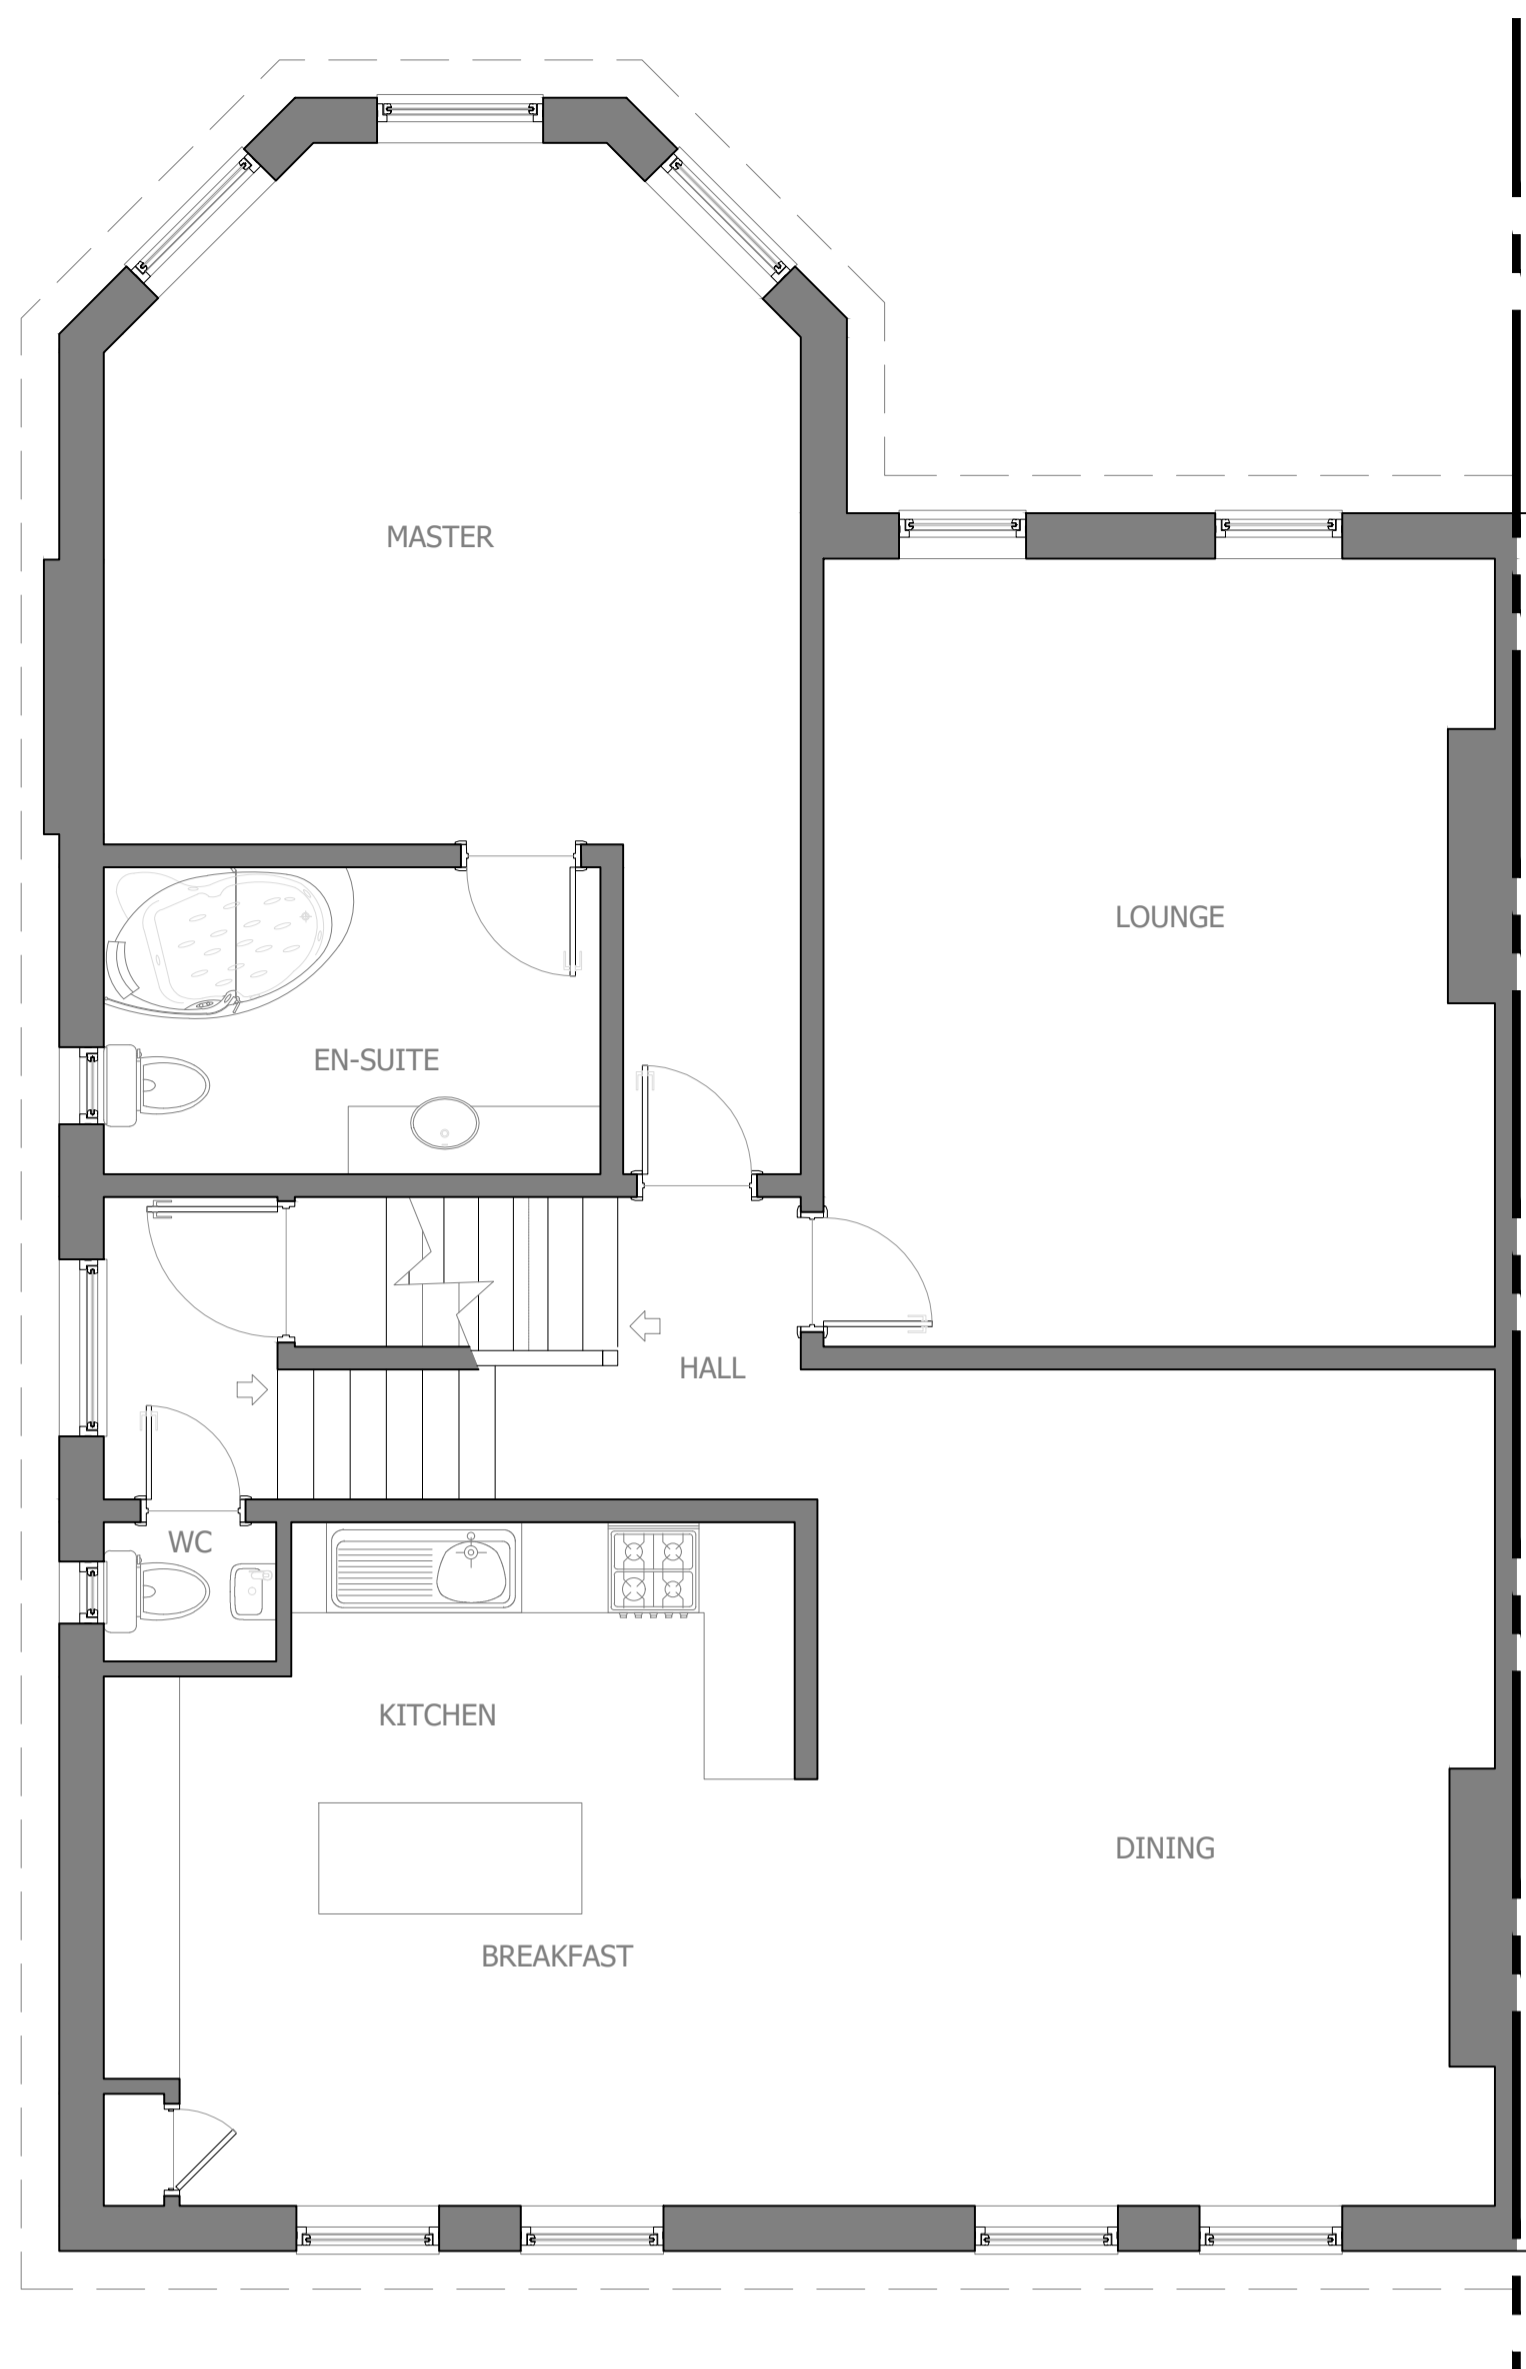 MASTER
LOUNGE
EN-SUITE
HALL
WC
KITCHEN
DINING
BREAKFAST